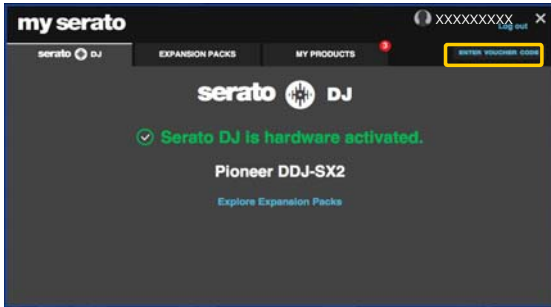 my serato
XXXXXXXXX
Log out
serato DJ
EXPANSION PACKS
MY PRODUCTS
3
ENTER VOUCHER CODE
serato DJ
Serato DJ is hardware activated.
Pioneer DDJ-SX2
Explore Expansion Packs